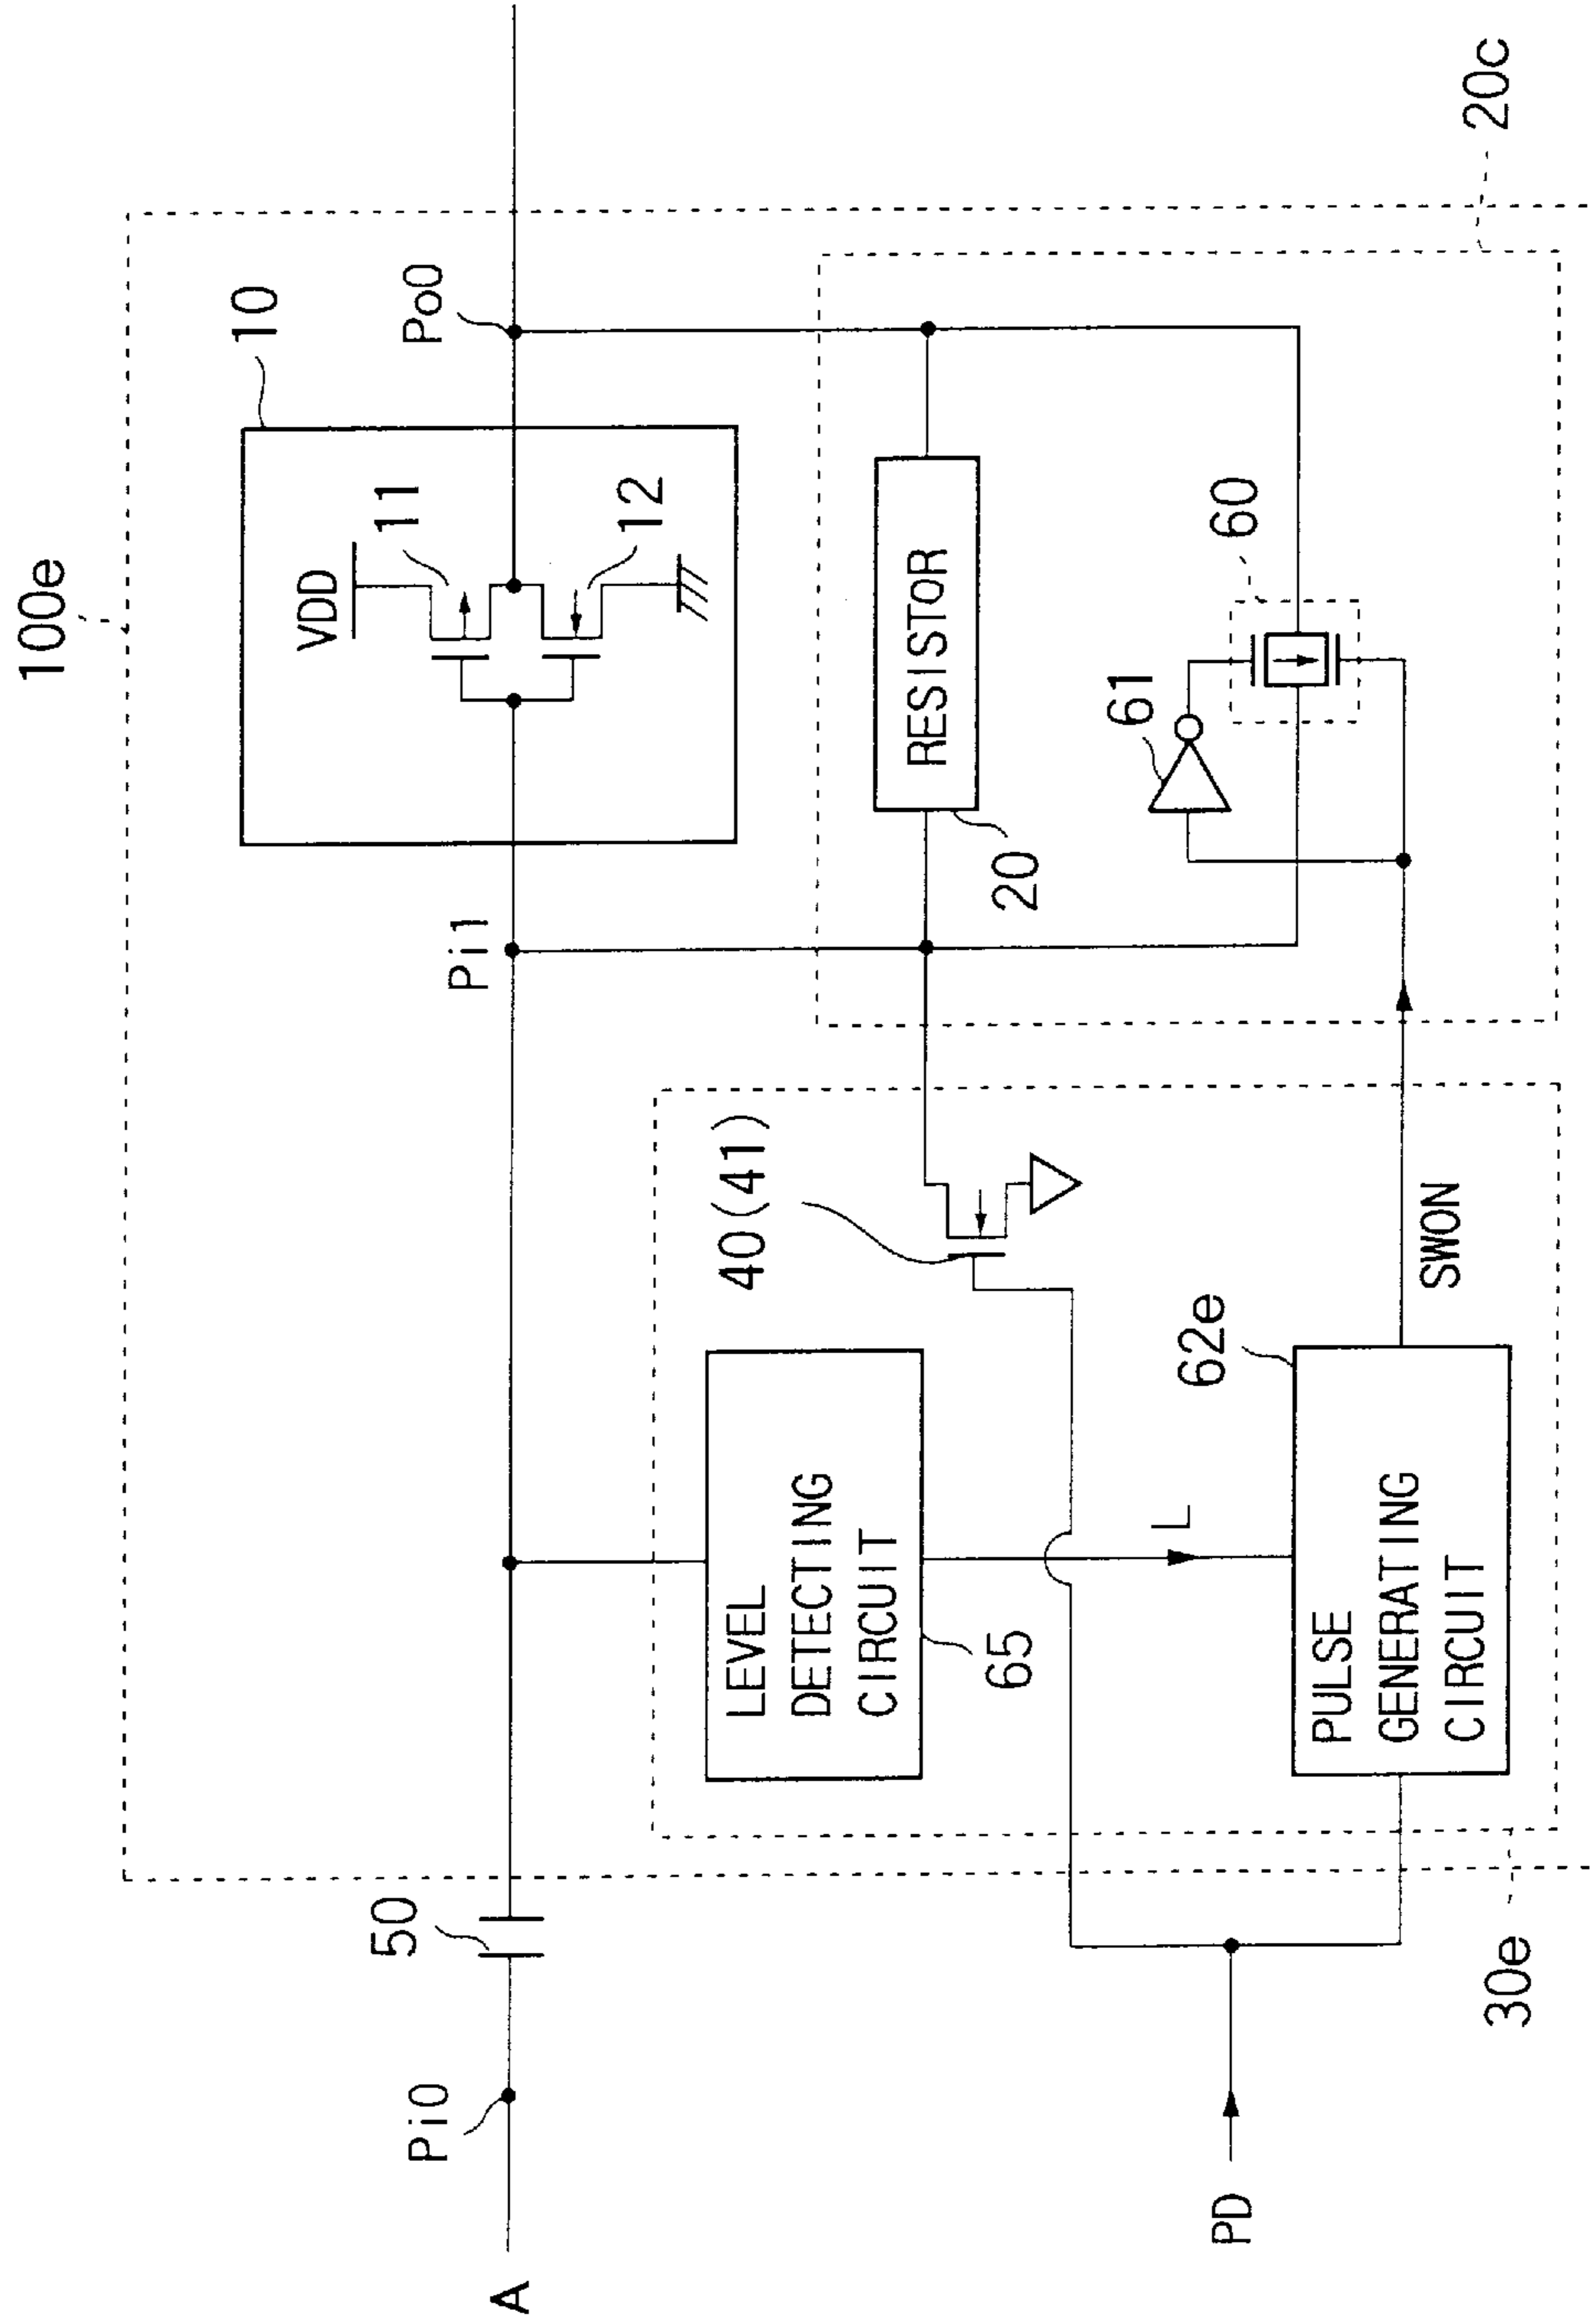 100e
10
VDD
11
12
Po0
Pi1
50
Pi0
A
RESISTOR
20
61
60
20c
40(41)
LEVEL
DETECTING
CIRCUIT
65
L
62e
PULSE
GENERATING
CIRCUIT
SWON
30e
PD